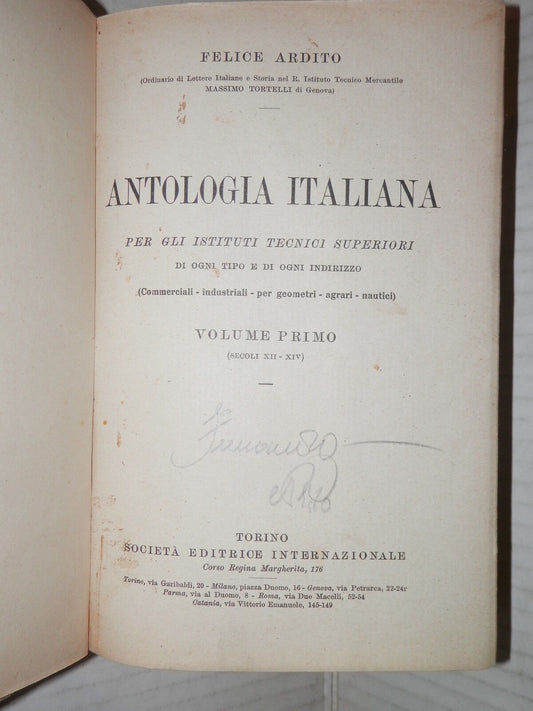 FELICE ARDITO
(Ordinario di Lettere Italiane e Storia nel R. Istituto Tecnico Mercantile
MASSIMO TORTELLI di Genova)
ANTOLOGIA ITALIANA
PER GLI ISTITUTI TECNICI SUPERIORI
DI OGNI TIPO E DI OGNI INDIRIZZO
(Commerciali - industriali - per geometri - agrari - nautici)
VOLUME PRIMO
(SECOLI XII - XIV)
TORINO
SOCIETÀ EDITRICE INTERNAZIONALE
Corso Regina Margherita, 176
Torino, via Garibaldi, 20 - Milano, piazza Duomo, 16 - Genova, via Petrarca, 22-24r
Parma, via al Duomo, 8 - Roma, via Due Macelli, 52-54
Catania, via Vittorio Emanuele, 145-149